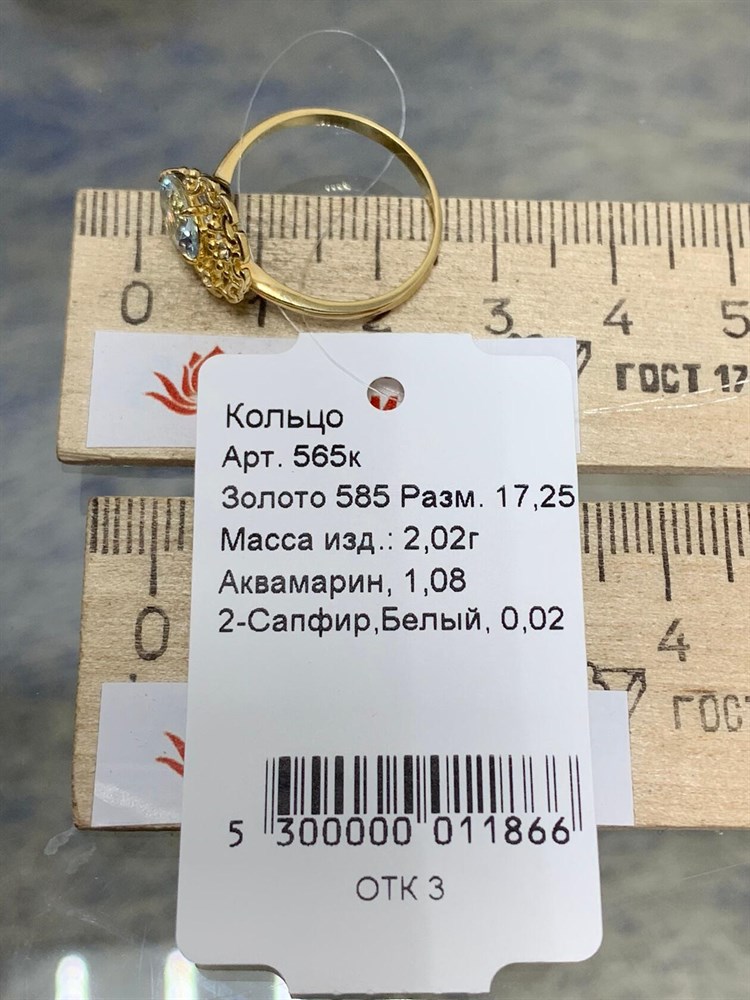 0 1 2 3 4 5
ГОСТ 17
Кольцо
Арт. 565к
Золото 585 Разм. 17,25
Масса изд.: 2,02г
Аквамарин, 1,08
2-Сапфир,Белый, 0,02
0 4
ГОС
5 300000 011866
ОТК 3